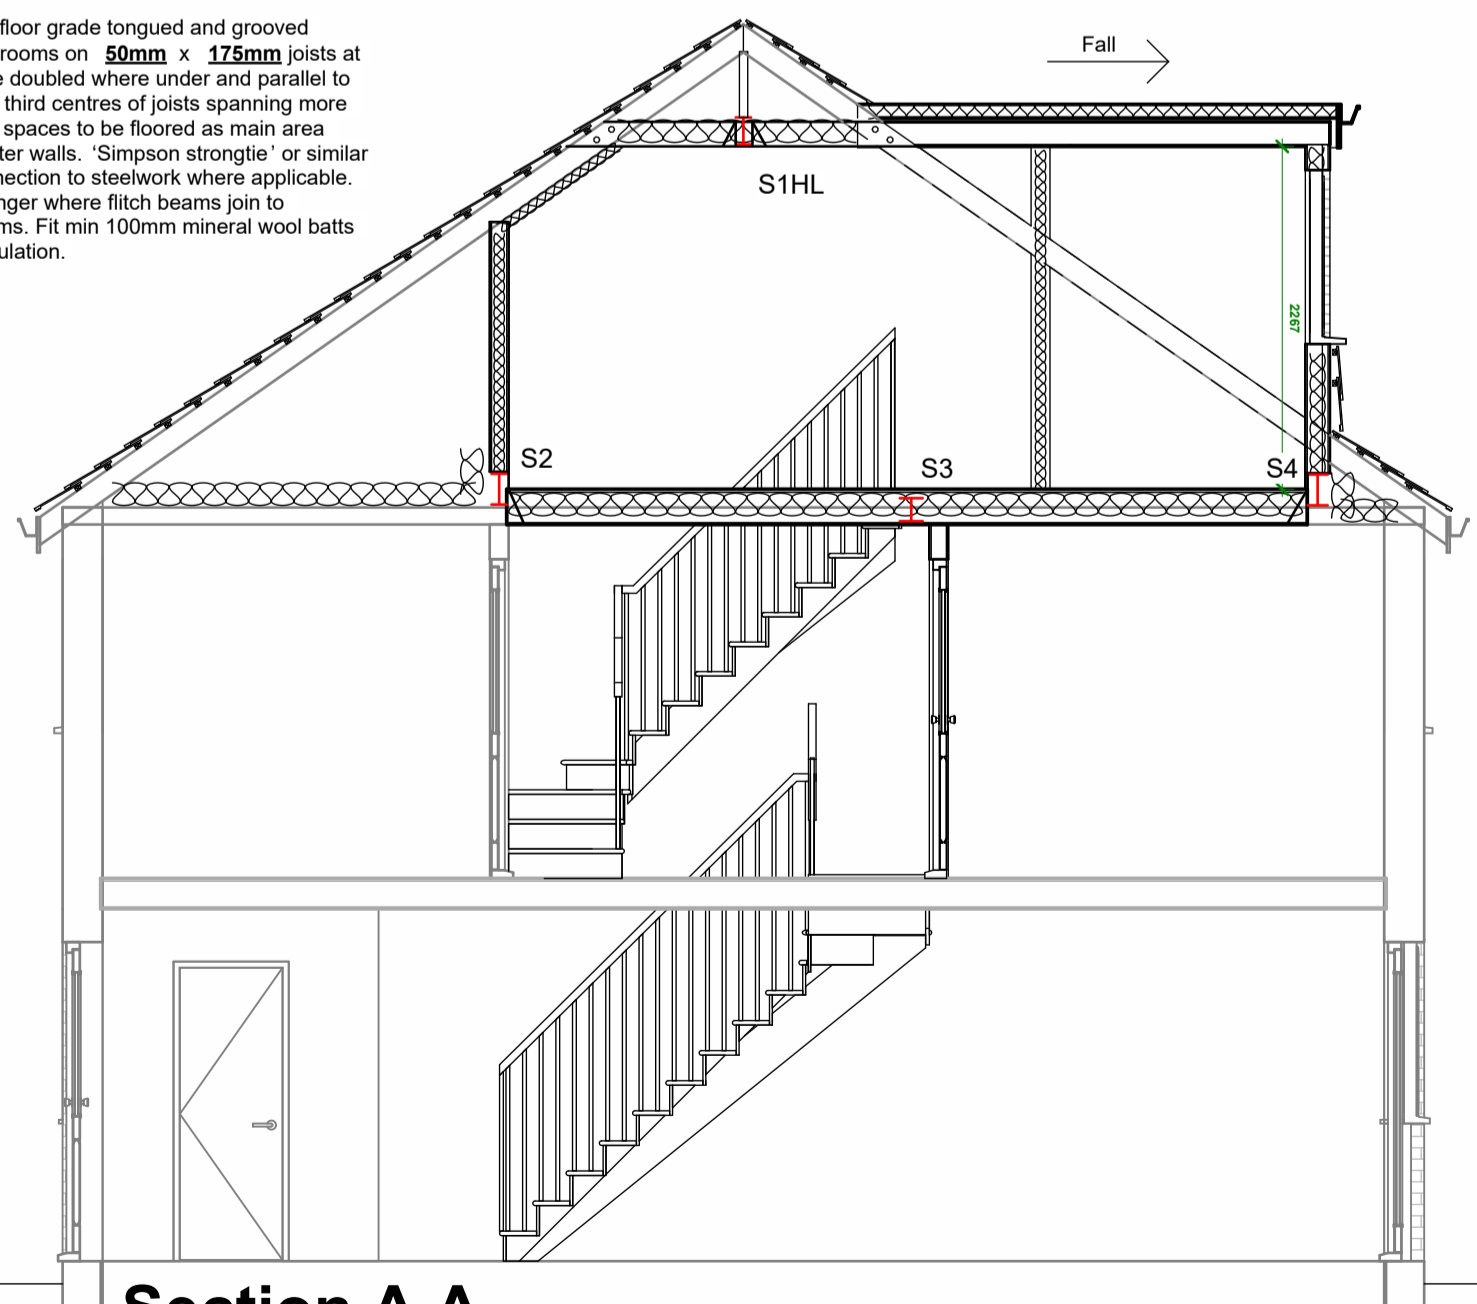 floor grade tongued and grooved
rooms on 50mm x 175mm joists at
e doubled where under and parallel to
third centres of joists spanning more
spaces to be floored as main area
ter walls. ‘Simpson strongtie’ or similar
nection to steelwork where applicable.
nger where flitch beams join to
ms. Fit min 100mm mineral wool batts
ulation.
Fall
S1HL
2267
S2
S3
S4
Section A A